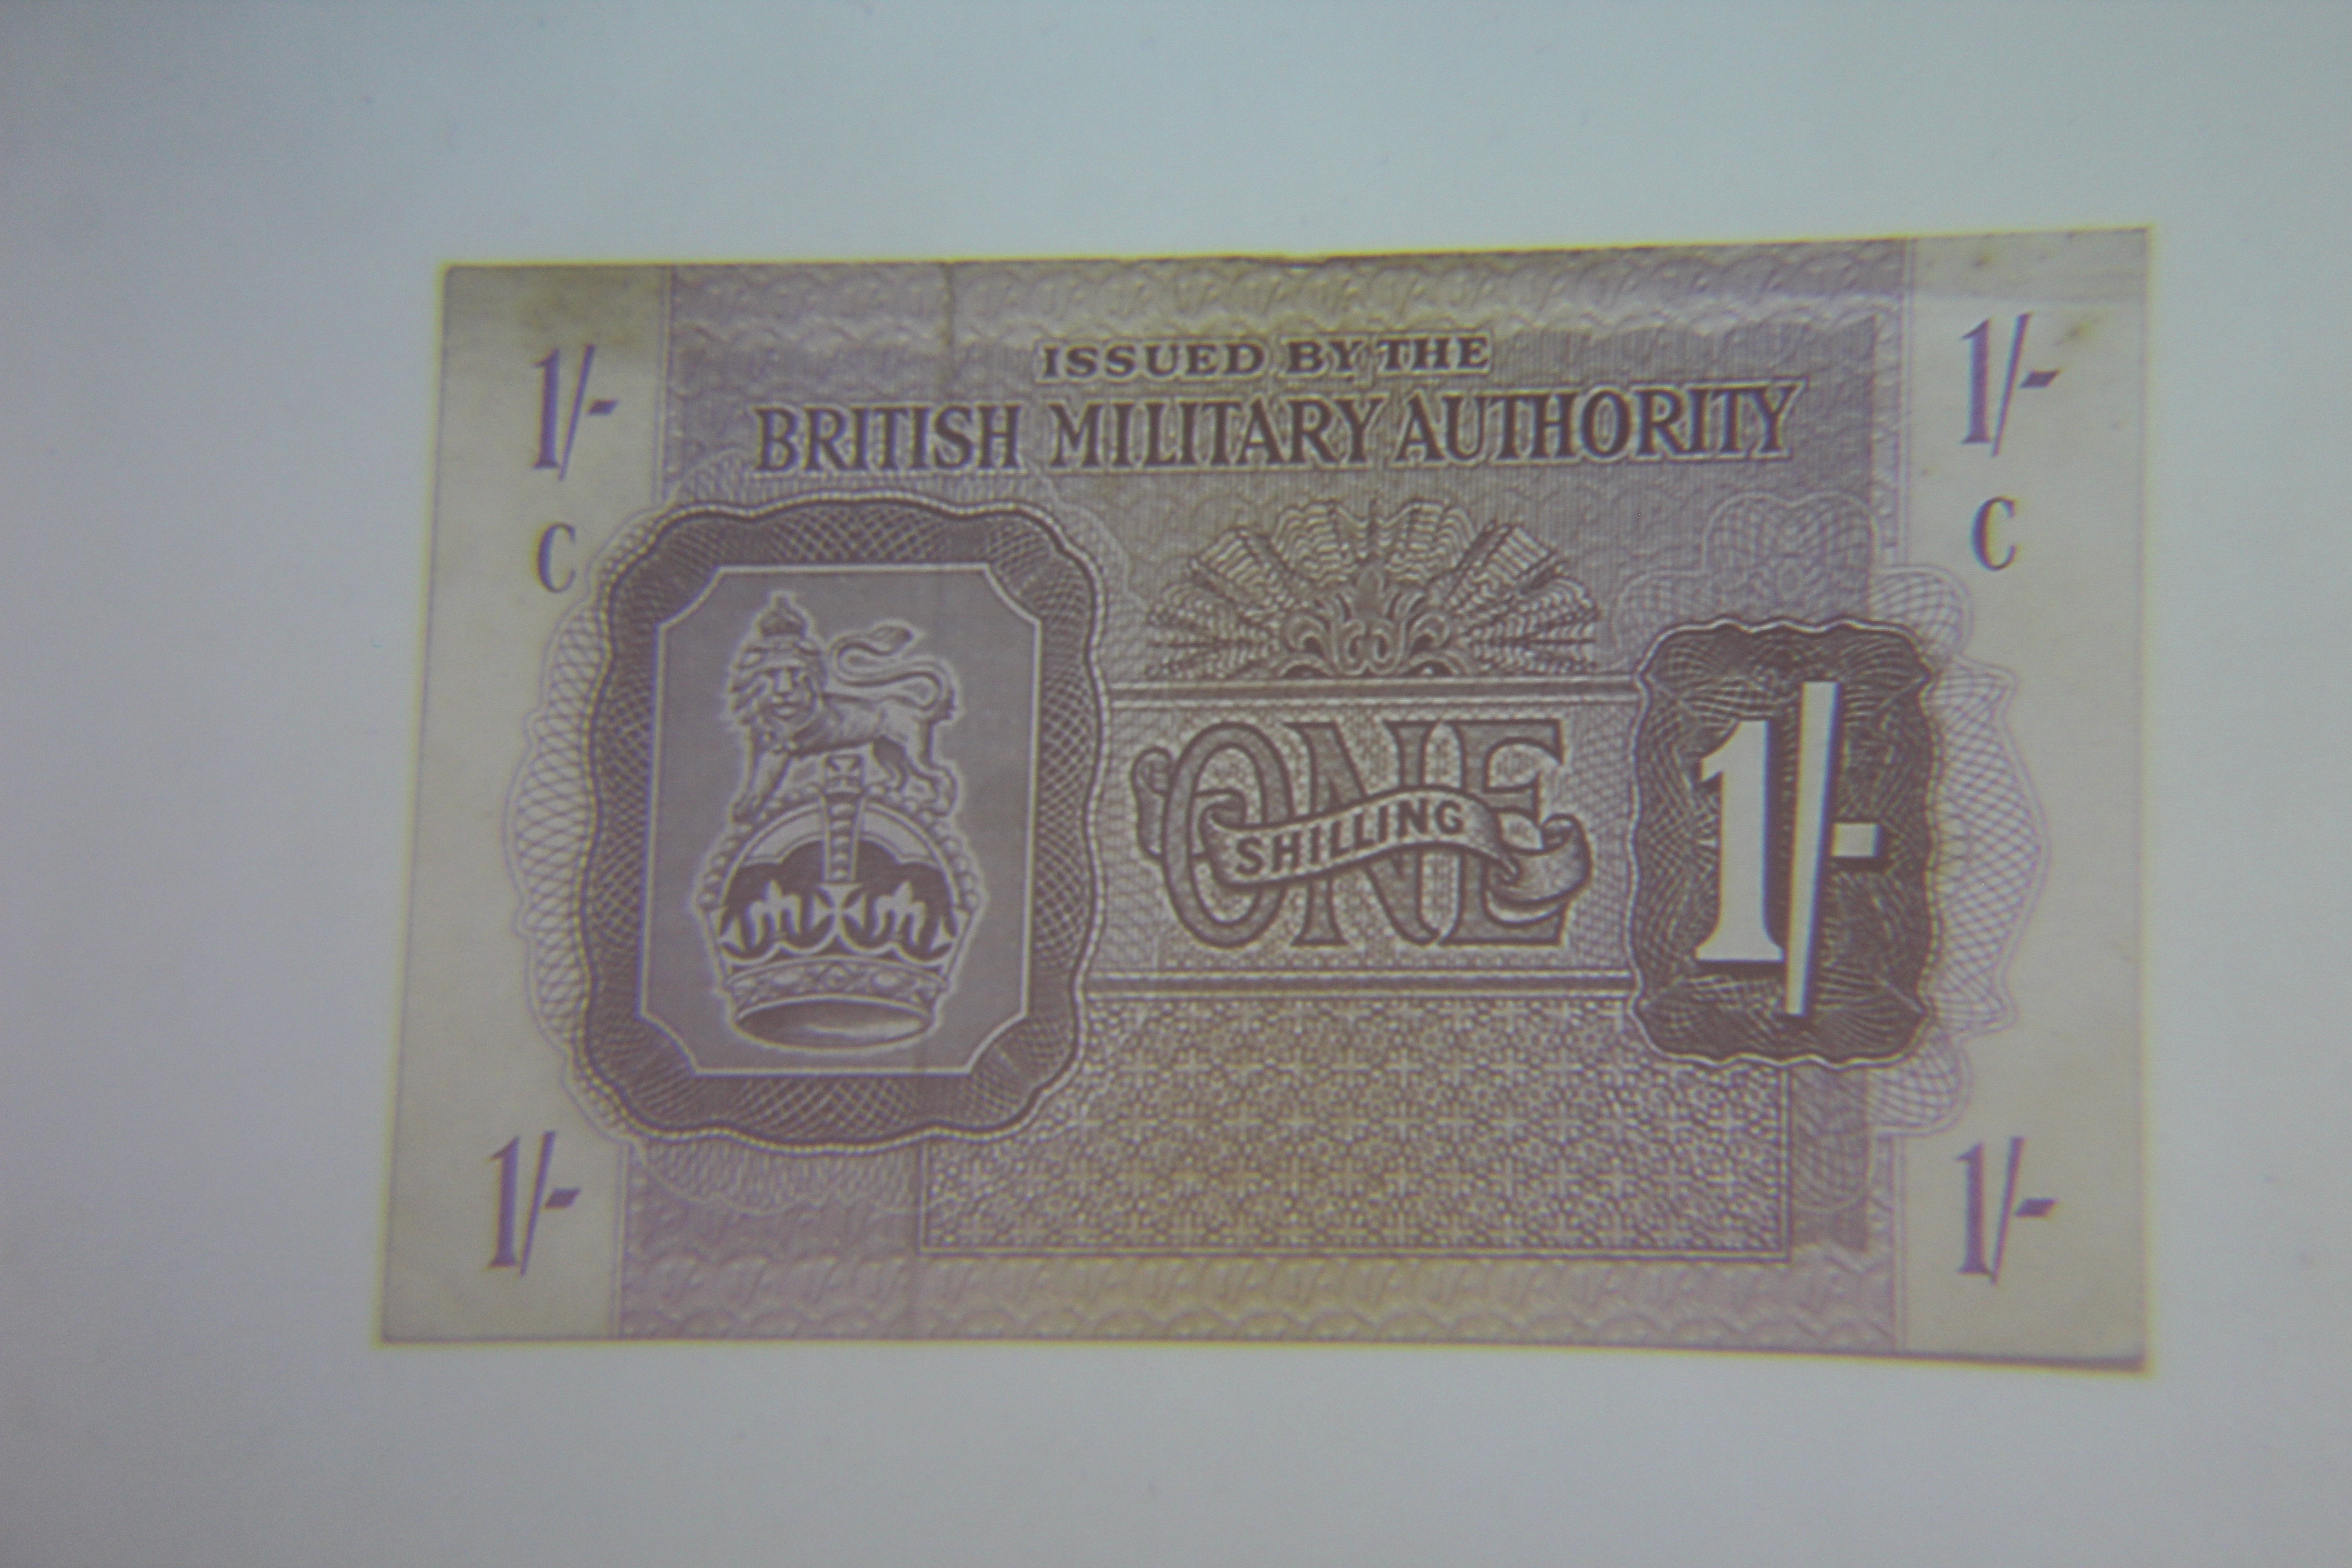 ISSUED BY THE
BRITISH MILITARY AUTHORITY
1/- 1/-
C C
ONE
SHILLING
1/-
1/- 1/-